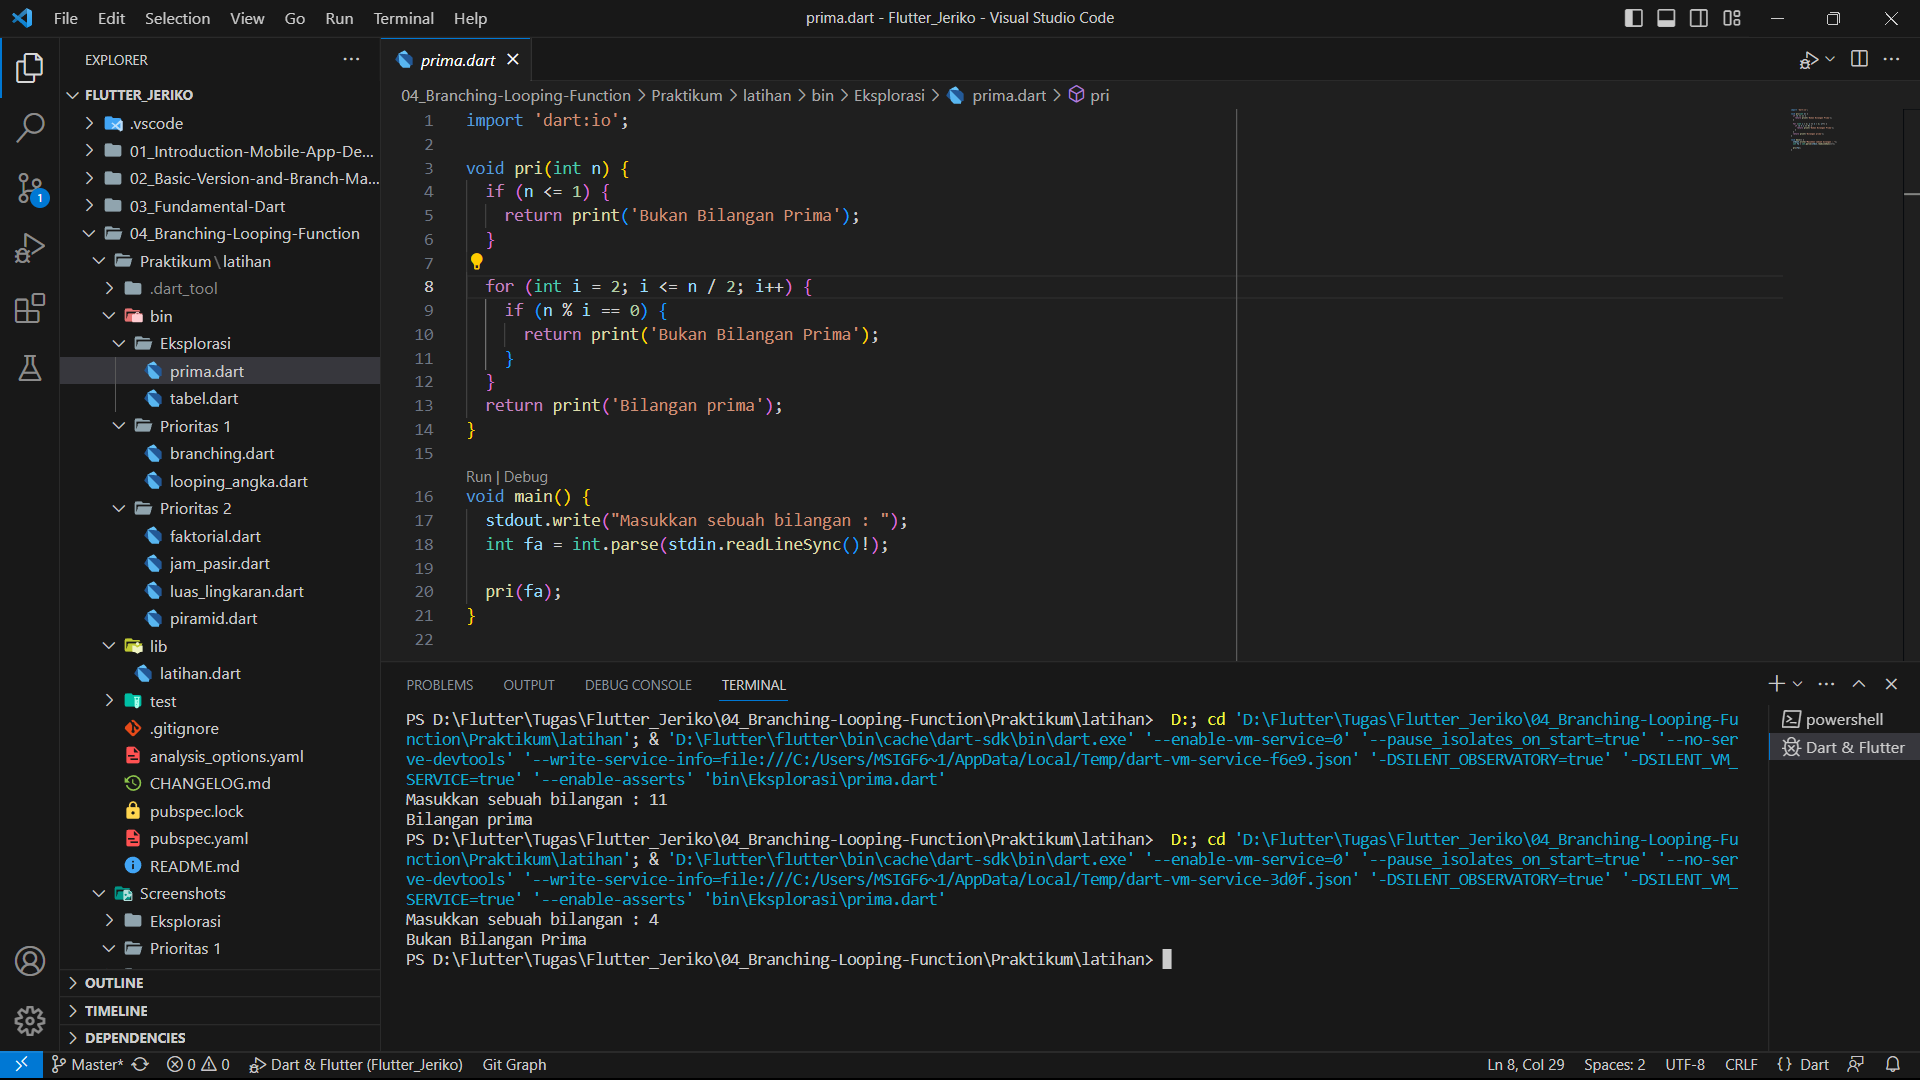 File Edit Selection View Go Run Terminal Help
prima.dart - Flutter_Jeriko - Visual Studio Code
EXPLORER
FLUTTER_JERIKO
.vscode
01_Introduction-Mobile-App-De...
02_Basic-Version-and-Branch-Ma...
03_Fundamental-Dart
04_Branching-Looping-Function
Praktikum\latihan
.dart_tool
bin
Eksplorasi
prima.dart
tabel.dart
Prioritas 1
branching.dart
looping_angka.dart
Prioritas 2
faktorial.dart
jam_pasir.dart
luas_lingkaran.dart
piramid.dart
lib
latihan.dart
test
.gitignore
analysis_options.yaml
CHANGELOG.md
pubspec.lock
pubspec.yaml
README.md
Screenshots
Eksplorasi
Prioritas 1
OUTLINE
TIMELINE
DEPENDENCIES
1
prima.dart
04_Branching-Looping-Function > Praktikum > latihan > bin > Eksplorasi > prima.dart > pri
1 import 'dart:io';
2
3 void pri(int n) {
4 if (n <= 1) {
5 return print('Bukan Bilangan Prima');
6 }
7
8 for (int i = 2; i <= n / 2; i++) {
9 if (n % i == 0) {
10 return print('Bukan Bilangan Prima');
11 }
12 }
13 return print('Bilangan prima');
14 }
15
Run | Debug
16 void main() {
17 stdout.write("Masukkan sebuah bilangan : ");
18 int fa = int.parse(stdin.readLineSync()!);
19
20 pri(fa);
21 }
22
PROBLEMS OUTPUT DEBUG CONSOLE TERMINAL
PS D:\Flutter\Tugas\Flutter_Jeriko\04_Branching-Looping-Function\Praktikum\latihan> D:; cd 'D:\Flutter\Tugas\Flutter_Jeriko\04_Branching-Looping-Fu
nction\Praktikum\latihan'; & 'D:\Flutter\flutter\bin\cache\dart-sdk\bin\dart.exe' '--enable-vm-service=0' '--pause_isolates_on_start=true' '--no-ser
ve-devtools' '--write-service-info=file:///C:/Users/MSIGF6~1/AppData/Local/Temp/dart-vm-service-f6e9.json' '-DSILENT_OBSERVATORY=true' '-DSILENT_VM_
SERVICE=true' '--enable-asserts' 'bin\Eksplorasi\prima.dart'
Masukkan sebuah bilangan : 11
Bilangan prima
PS D:\Flutter\Tugas\Flutter_Jeriko\04_Branching-Looping-Function\Praktikum\latihan> D:; cd 'D:\Flutter\Tugas\Flutter_Jeriko\04_Branching-Looping-Fu
nction\Praktikum\latihan'; & 'D:\Flutter\flutter\bin\cache\dart-sdk\bin\dart.exe' '--enable-vm-service=0' '--pause_isolates_on_start=true' '--no-ser
ve-devtools' '--write-service-info=file:///C:/Users/MSIGF6~1/AppData/Local/Temp/dart-vm-service-3d0f.json' '-DSILENT_OBSERVATORY=true' '-DSILENT_VM_
SERVICE=true' '--enable-asserts' 'bin\Eksplorasi\prima.dart'
Masukkan sebuah bilangan : 4
Bukan Bilangan Prima
PS D:\Flutter\Tugas\Flutter_Jeriko\04_Branching-Looping-Function\Praktikum\latihan>
powershell
Dart & Flutter
Master* 0 0 Dart & Flutter (Flutter_Jeriko) Git Graph
Ln 8, Col 29 Spaces: 2 UTF-8 CRLF {} Dart